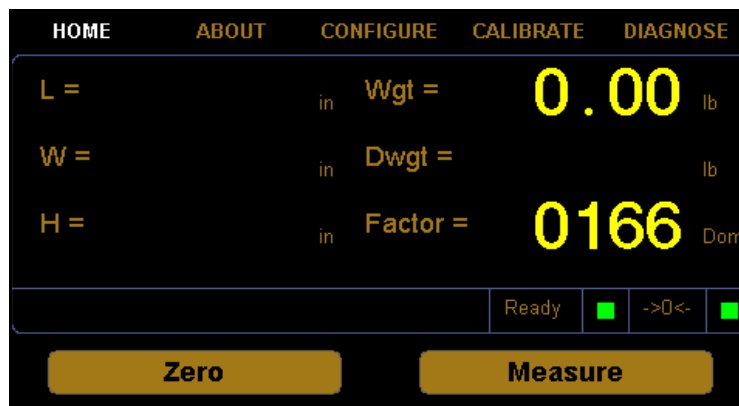 HOME ABOUT CONFIGURE CALIBRATE DIAGNOSE
L = in Wgt = 0.00 lb
W = in Dwgt = lb
H = in Factor = 0166 Dom
Ready ->0<-
Zero Measure